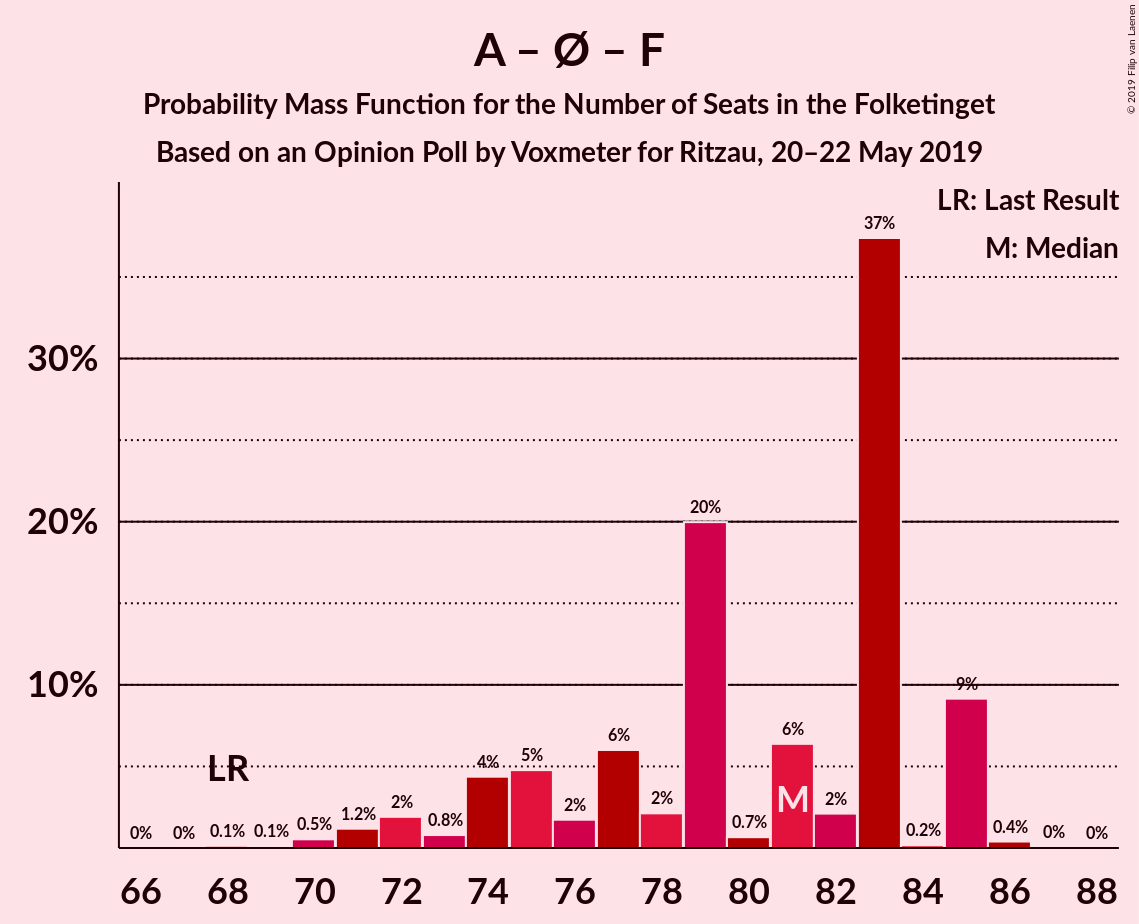 A – Ø – F
Probability Mass Function for the Number of Seats in the Folketinget
Based on an Opinion Poll by Voxmeter for Ritzau, 20–22 May 2019
© 2019 Filip van Laenen
LR: Last Result
M: Median
37%
30%
20%
20%
10%
9%
6%
6%
LR
4%
5%
M
2%
2%
2%
2%
0%
0%
0.1%
0.1%
0.5%
1.2%
0.8%
0.7%
0.2%
0.4%
0%
0%
66 68 70 72 74 76 78 80 82 84 86 88